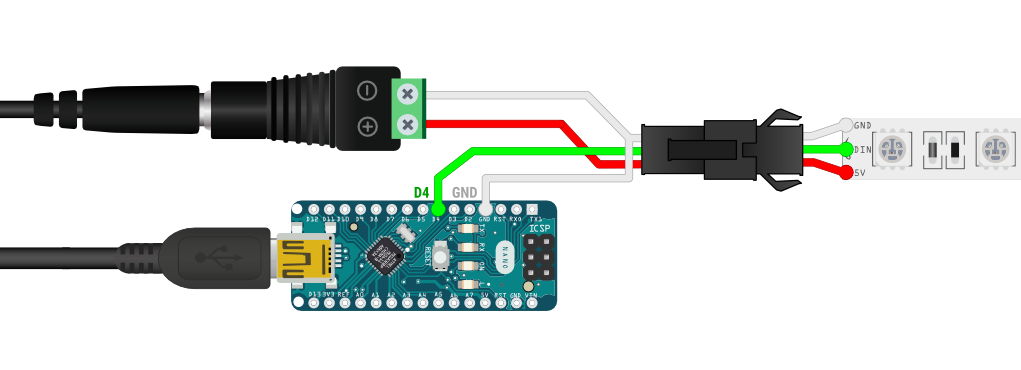 GND
DIN
5V
D4 GND
D12 D11 D10 D9 D8 D7 D6 D5 D4 D3 D2 GND RST RX0 TX1
TX
RX
ON
L
RESET
NANO
ICSP
D13 3V3 REF A0 A1 A2 A3 A4 A5 A6 A7 5V RST GND VIN